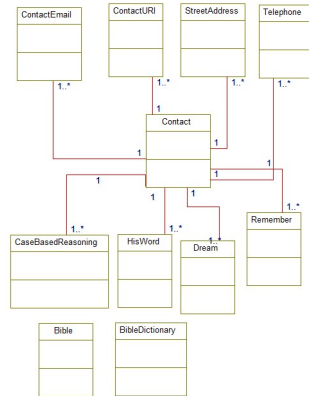 ContactEmail
ContactURI
StreetAddress
Telephone
1..*
1..*
1..*
1..*
1
Contact
1
1
1
1
1
1
1
1..*
1..*
1..*
1..*
Remember
CaseBasedReasoning
HisWord
Dream
Bible
BibleDictionary